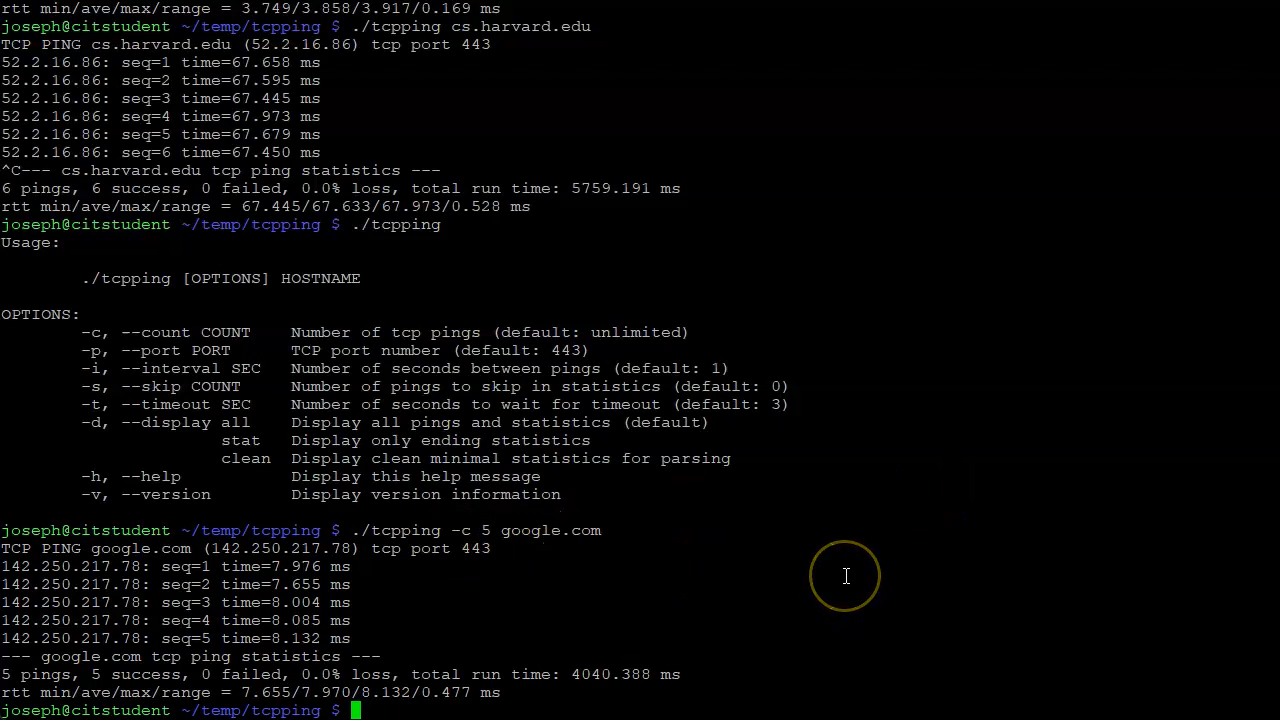 rtt min/ave/max/range = 3.749/3.858/3.917/0.169 ms
joseph@citstudent ~/temp/tcpping $ ./tcpping cs.harvard.edu
TCP PING cs.harvard.edu (52.2.16.86) tcp port 443
52.2.16.86: seq=1 time=67.658 ms
52.2.16.86: seq=2 time=67.595 ms
52.2.16.86: seq=3 time=67.445 ms
52.2.16.86: seq=4 time=67.973 ms
52.2.16.86: seq=5 time=67.679 ms
52.2.16.86: seq=6 time=67.450 ms
^C--- cs.harvard.edu tcp ping statistics ---
6 pings, 6 success, 0 failed, 0.0% loss, total run time: 5759.191 ms
rtt min/ave/max/range = 67.445/67.633/67.973/0.528 ms
joseph@citstudent ~/temp/tcpping $ ./tcpping
Usage:
./tcpping [OPTIONS] HOSTNAME
OPTIONS:
-c, --count COUNT    Number of tcp pings (default: unlimited)
-p, --port PORT      TCP port number (default: 443)
-i, --interval SEC   Number of seconds between pings (default: 1)
-s, --skip COUNT     Number of pings to skip in statistics (default: 0)
-t, --timeout SEC    Number of seconds to wait for timeout (default: 3)
-d, --display all    Display all pings and statistics (default)
stat   Display only ending statistics
clean  Display clean minimal statistics for parsing
-h, --help           Display this help message
-v, --version        Display version information
joseph@citstudent ~/temp/tcpping $ ./tcpping -c 5 google.com
TCP PING google.com (142.250.217.78) tcp port 443
142.250.217.78: seq=1 time=7.976 ms
142.250.217.78: seq=2 time=7.655 ms
142.250.217.78: seq=3 time=8.004 ms
142.250.217.78: seq=4 time=8.085 ms
142.250.217.78: seq=5 time=8.132 ms
--- google.com tcp ping statistics ---
5 pings, 5 success, 0 failed, 0.0% loss, total run time: 4040.388 ms
rtt min/ave/max/range = 7.655/7.970/8.132/0.477 ms
joseph@citstudent ~/temp/tcpping $